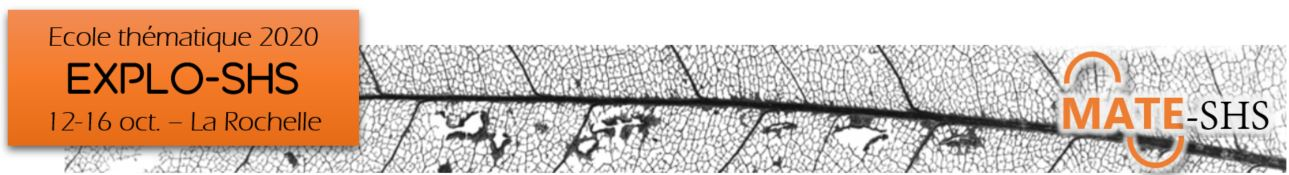 Ecole thématique 2020
EXPLO-SHS
12-16 oct. – La Rochelle
MATE-SHS